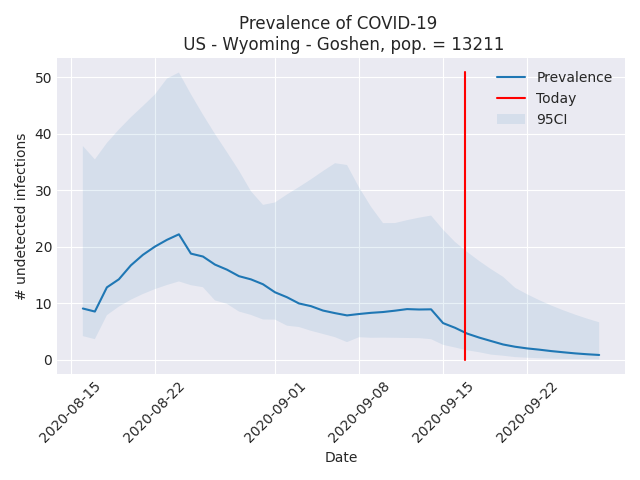 Prevalence of COVID-19
US - Wyoming - Goshen, pop. = 13211
Prevalence
Today
95CI
# undetected infections
50
40
30
20
10
0
2020-08-15
2020-08-22
2020-09-01
2020-09-08
2020-09-15
2020-09-22
Date